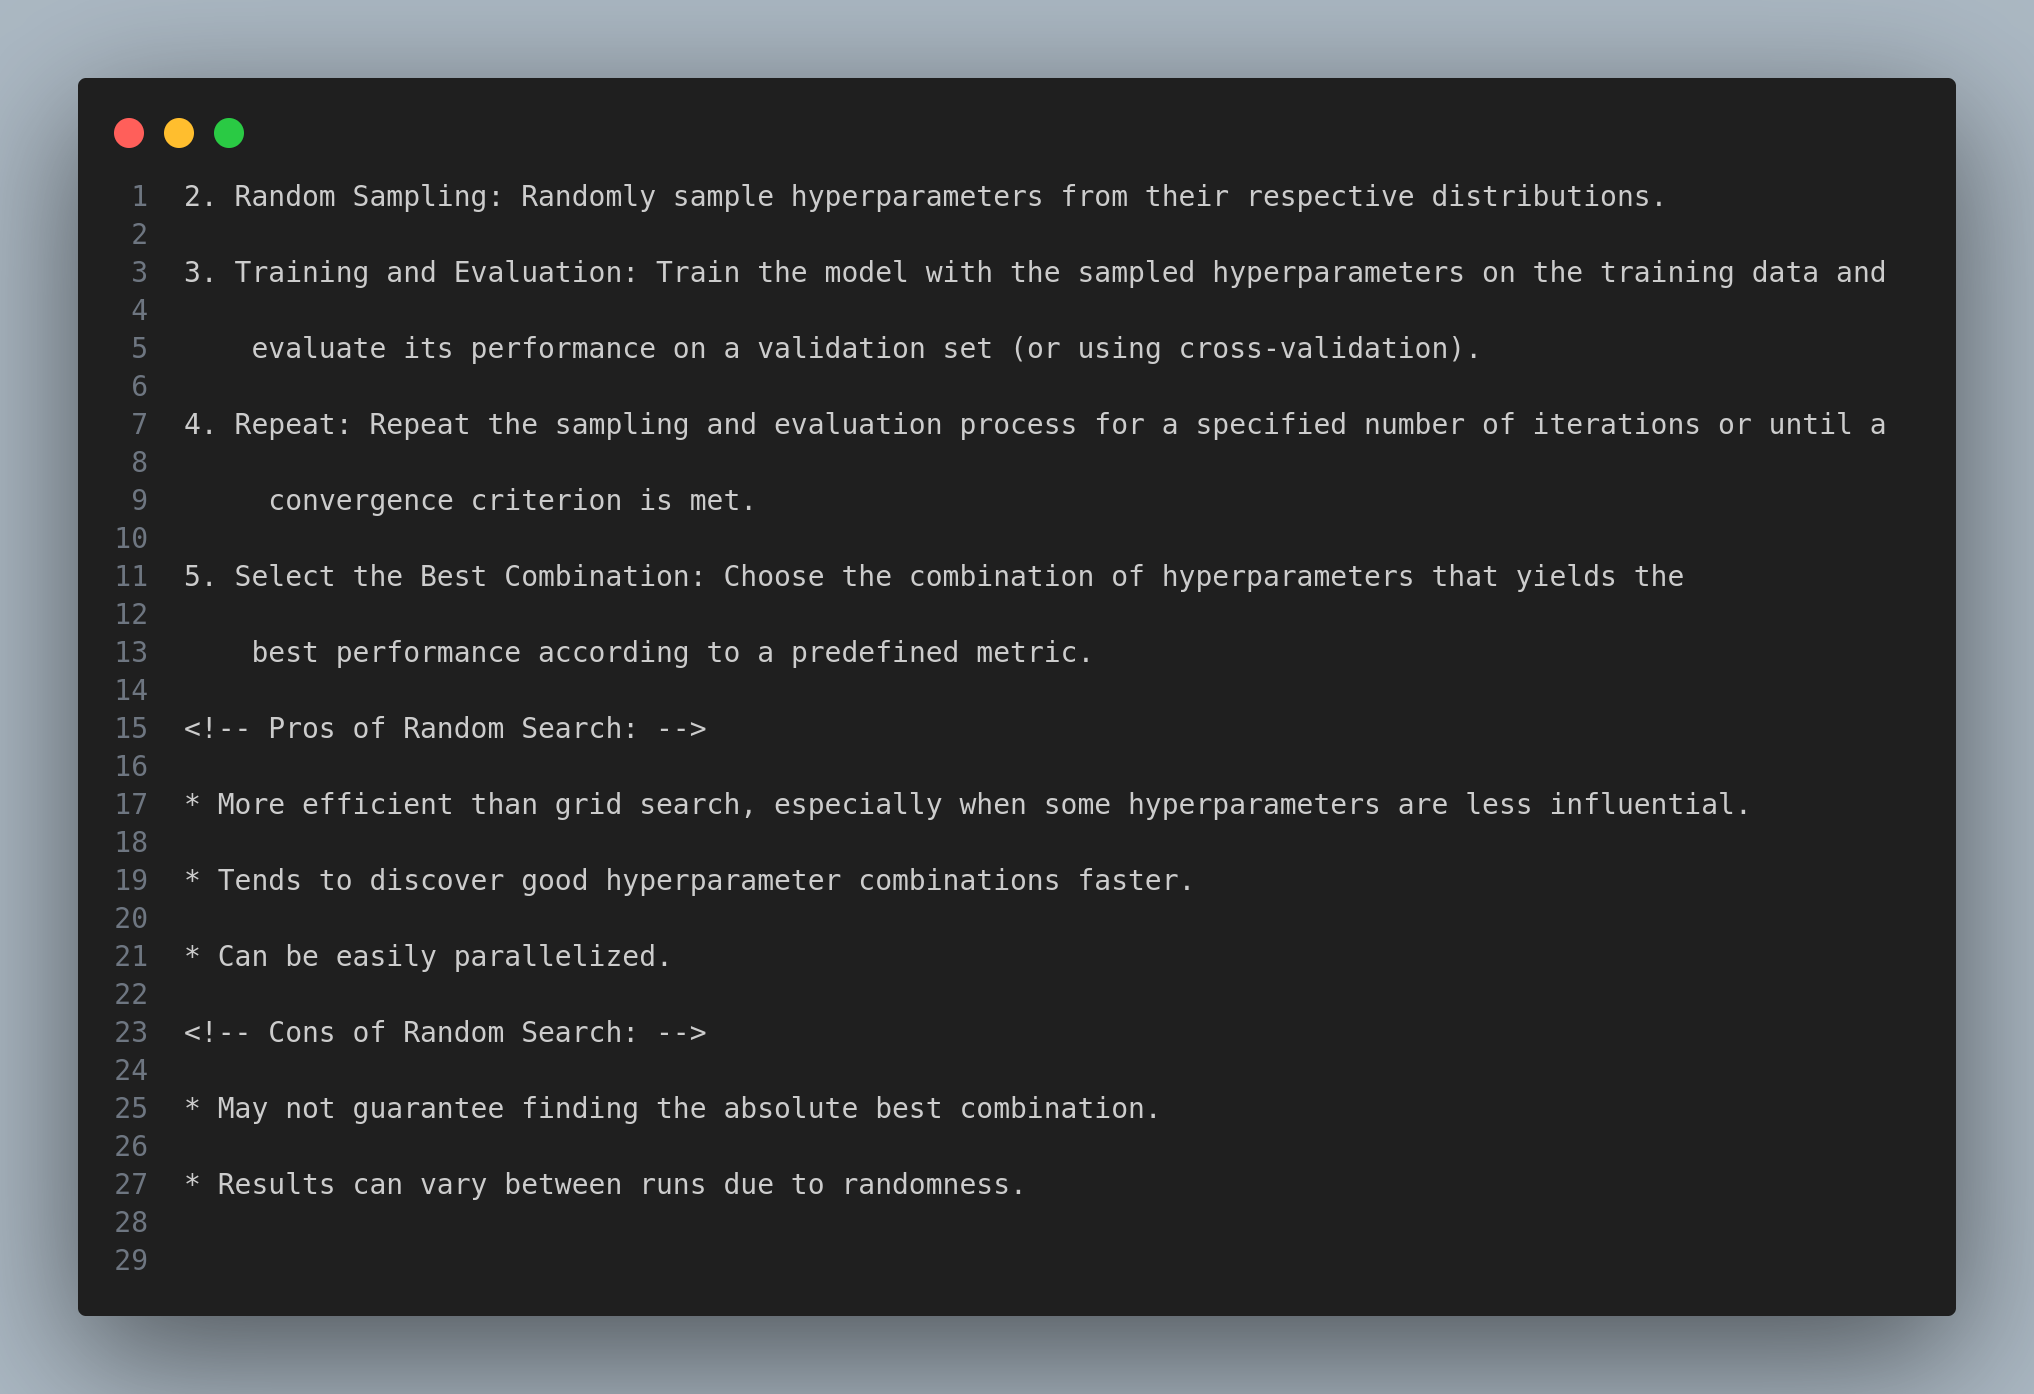 1 2. Random Sampling: Randomly sample hyperparameters from their respective distributions.
2
3 3. Training and Evaluation: Train the model with the sampled hyperparameters on the training data and
4
5 evaluate its performance on a validation set (or using cross-validation).
6
7 4. Repeat: Repeat the sampling and evaluation process for a specified number of iterations or until a
8
9 convergence criterion is met.
10
11 5. Select the Best Combination: Choose the combination of hyperparameters that yields the
12
13 best performance according to a predefined metric.
14
15 <!-- Pros of Random Search: -->
16
17 * More efficient than grid search, especially when some hyperparameters are less influential.
18
19 * Tends to discover good hyperparameter combinations faster.
20
21 * Can be easily parallelized.
22
23 <!-- Cons of Random Search: -->
24
25 * May not guarantee finding the absolute best combination.
26
27 * Results can vary between runs due to randomness.
28
29